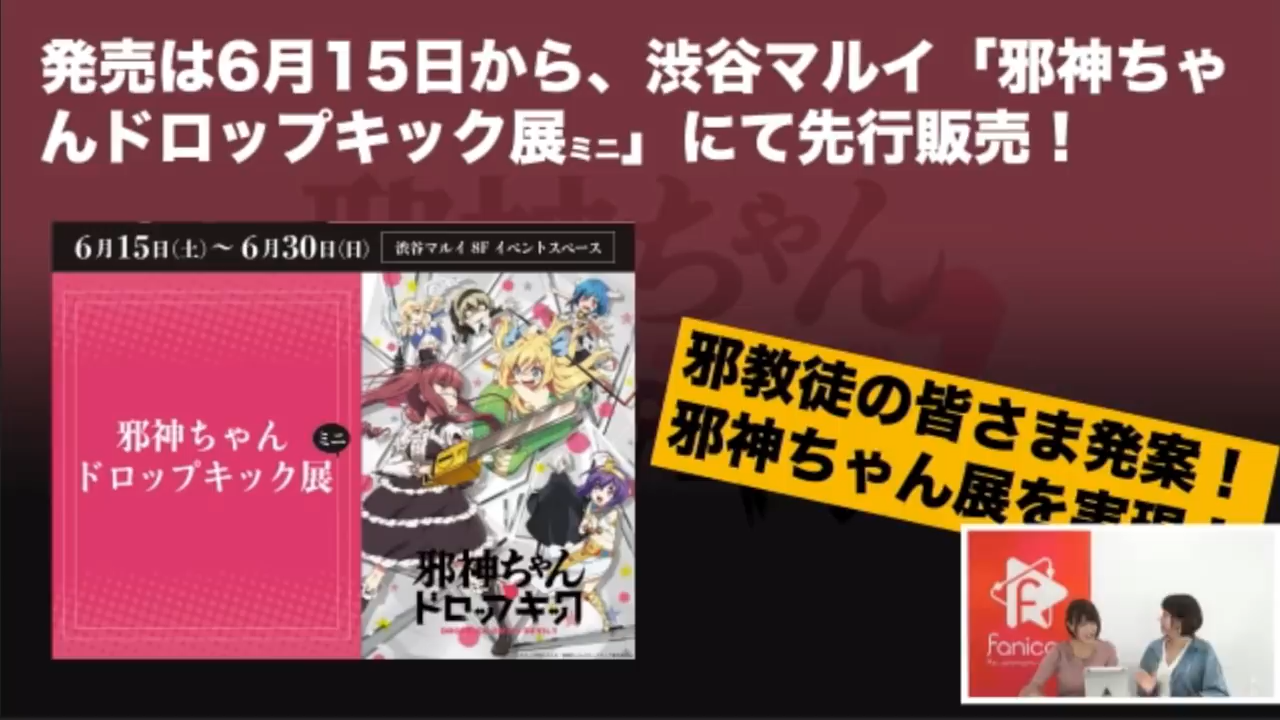 発売は6月15日から、渋谷マルイ「邪神ちゃ
んドロップキック展ミニ」にて先行販売！
6月15日(土)～6月30日(日) 渋谷マルイ 8F イベントスペース
邪神ちゃん
ドロップキック展
ミニ
邪神ちゃん
ドロップキック
邪教徒の皆さま発案！
邪神ちゃん展を実現！